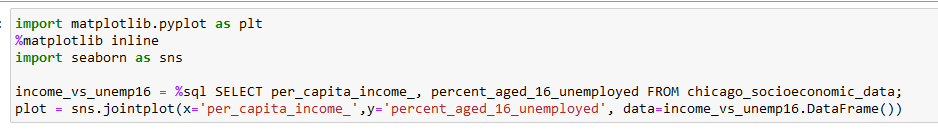 import matplotlib.pyplot as plt
%matplotlib inline
import seaborn as sns
income_vs_unemp16 = %sql SELECT per_capita_income_, percent_aged_16_unemployed FROM chicago_socioeconomic_data;
plot = sns.jointplot(x='per_capita_income_',y='percent_aged_16_unemployed', data=income_vs_unemp16.DataFrame())